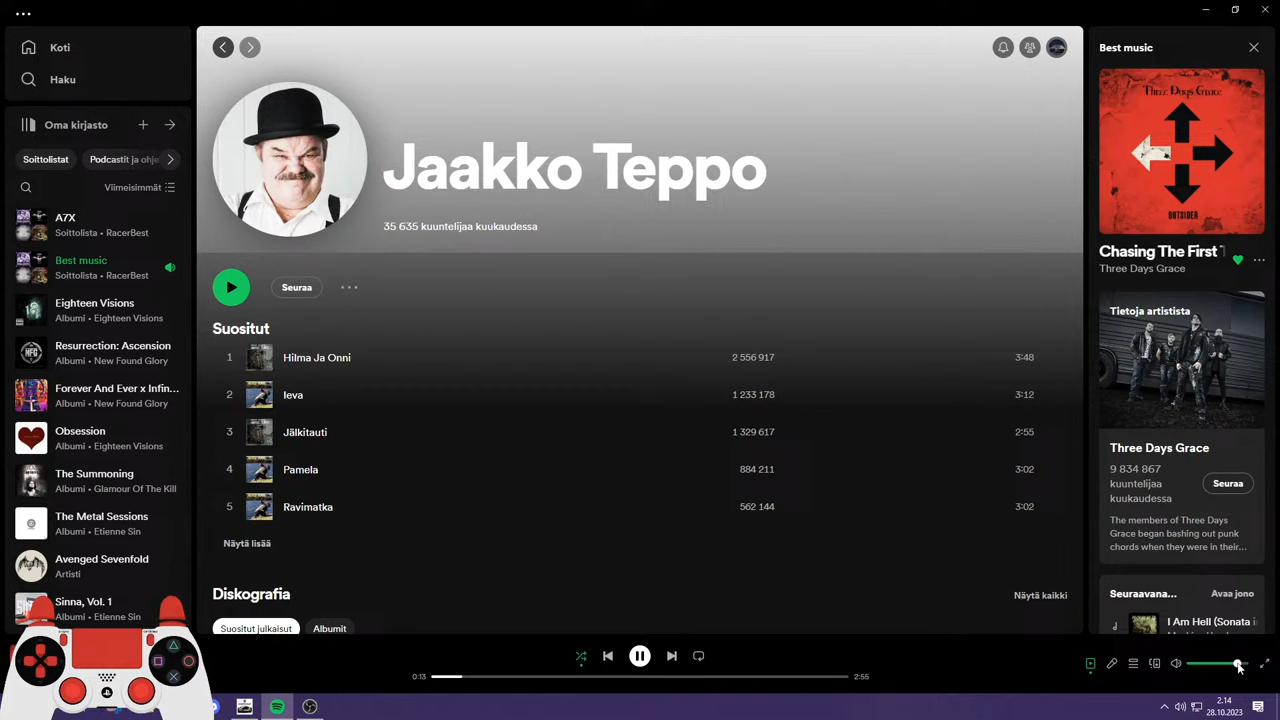 Koti
Haku
Oma kirjasto
Soittolistat
Podcastit ja ohje
Viimeisimmät
A7X
Soittolista • RacerBest
Best music
Soittolista • RacerBest
Eighteen Visions
Albumi • Eighteen Visions
Resurrection: Ascension
Albumi • New Found Glory
Forever And Ever x Infin...
Albumi • New Found Glory
Obsession
Albumi • Eighteen Visions
The Summoning
Albumi • Glamour Of The Kill
The Metal Sessions
Albumi • Etienne Sin
Avenged Sevenfold
Artisti
Sinna, Vol. 1
Albumi • Etienne Sin
Jaakko Teppo
35 635 kuuntelijaa kuukaudessa
Seuraa
Suositut
1 Hilma Ja Onni 2 556 917 3:48
2 Ieva 1 233 178 3:12
3 Jälkitauti 1 329 617 2:55
4 Pamela 884 211 3:02
5 Ravimatka 562 144 3:02
Näytä lisää
Diskografia
Näytä kaikki
Suositut julkaisut
Albumit
Best music
Three Days Grace
OUTSIDER
Chasing The First T
Three Days Grace
Tietoja artistista
Three Days Grace
9 834 867
kuuntelijaa
kuukaudessa
Seuraa
The members of Three Days
Grace began bashing out punk
chords when they were in their...
Seuraavana...
Avaa jono
I Am Hell (Sonata in
0:13
2:55
2.14
28.10.2023